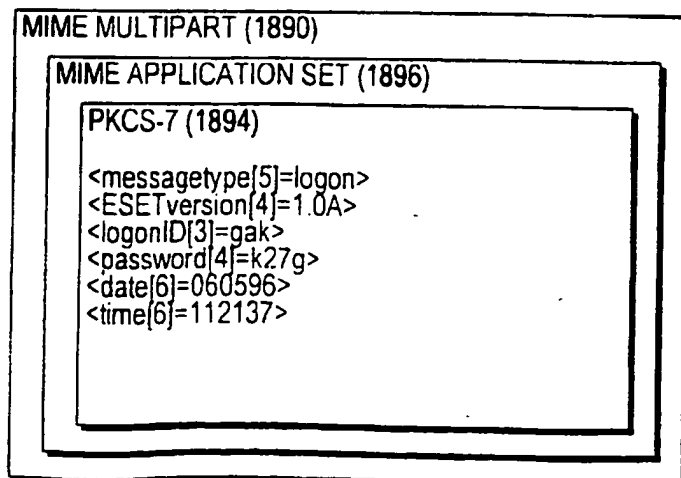 MIME MULTIPART (1890)
MIME APPLICATION SET (1896)
PKCS-7 (1894)
<messagetype[5]=logon>
<ESETversion[4]=1.0A>
<logonID[3]=gak>
<password[4]=k27g>
<date[6]=060596>
<time[6]=112137>